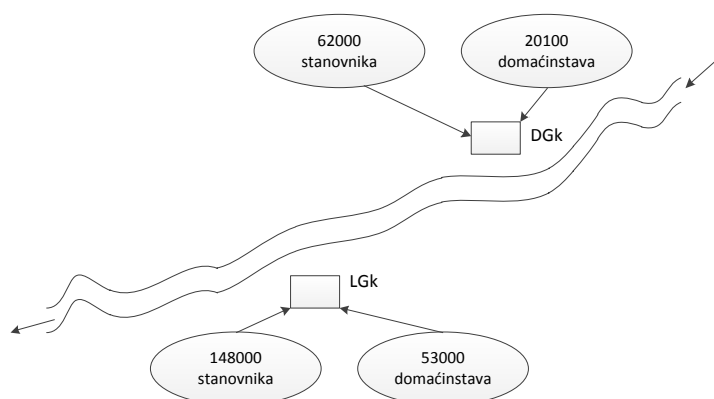 62000
stanovnika
20100
domaćinstava
DGk
LGk
148000
stanovnika
53000
domaćinstava